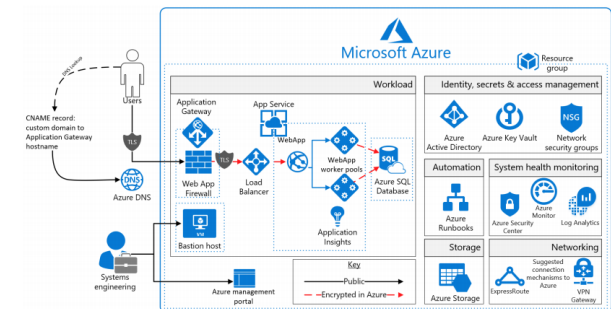 Microsoft Azure
Resource
group
DNS Lookup
Users
CNAME record:
custom domain to
Application Gateway
hostname
TLS
DNS
Azure DNS
Systems
engineering
Workload
Application
Gateway
Web App
Firewall
TLS
Load
Balancer
App Service
WebApp
WebApp
worker pools
SQL
Azure SQL
Database
Application
Insights
VM
Bastion host
Azure management
portal
Key
Public
Encrypted in Azure
Identity, secrets & access management
Azure
Active Directory
Azure Key Vault
NSG
Network
security groups
Automation
Azure
Runbooks
System health monitoring
Azure Security
Center
Azure
Monitor
Log Analytics
Storage
Azure Storage
Networking
ExpressRoute
Suggested
connection
mechanisms to
Azure
VPN
Gateway